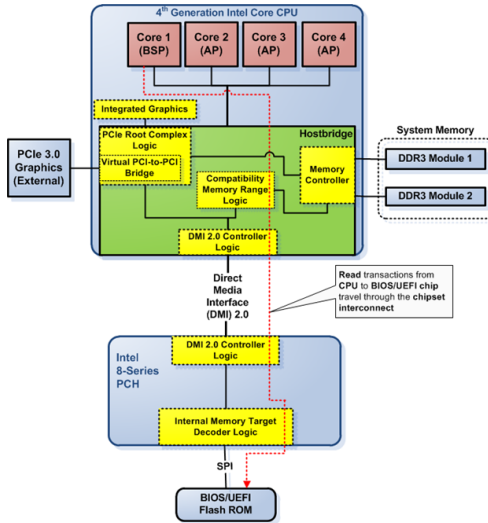 4th Generation Intel Core CPU
Core 1
(BSP)
Core 2
(AP)
Core 3
(AP)
Core 4
(AP)
Integrated Graphics
Hostbridge
PCIe Root Complex
Logic
Virtual PCI-to-PCI
Bridge
PCIe 3.0
Graphics
(External)
Compatibility
Memory Range
Logic
Memory
Controller
System Memory
DDR3 Module 1
DDR3 Module 2
DMI 2.0 Controller
Logic
Direct
Media
Interface
(DMI) 2.0
Read transactions from
CPU to BIOS/UEFI chip
travel through the chipset
interconnect
Intel
8-Series
PCH
DMI 2.0 Controller
Logic
Internal Memory Target
Decoder Logic
SPI
BIOS/UEFI
Flash ROM